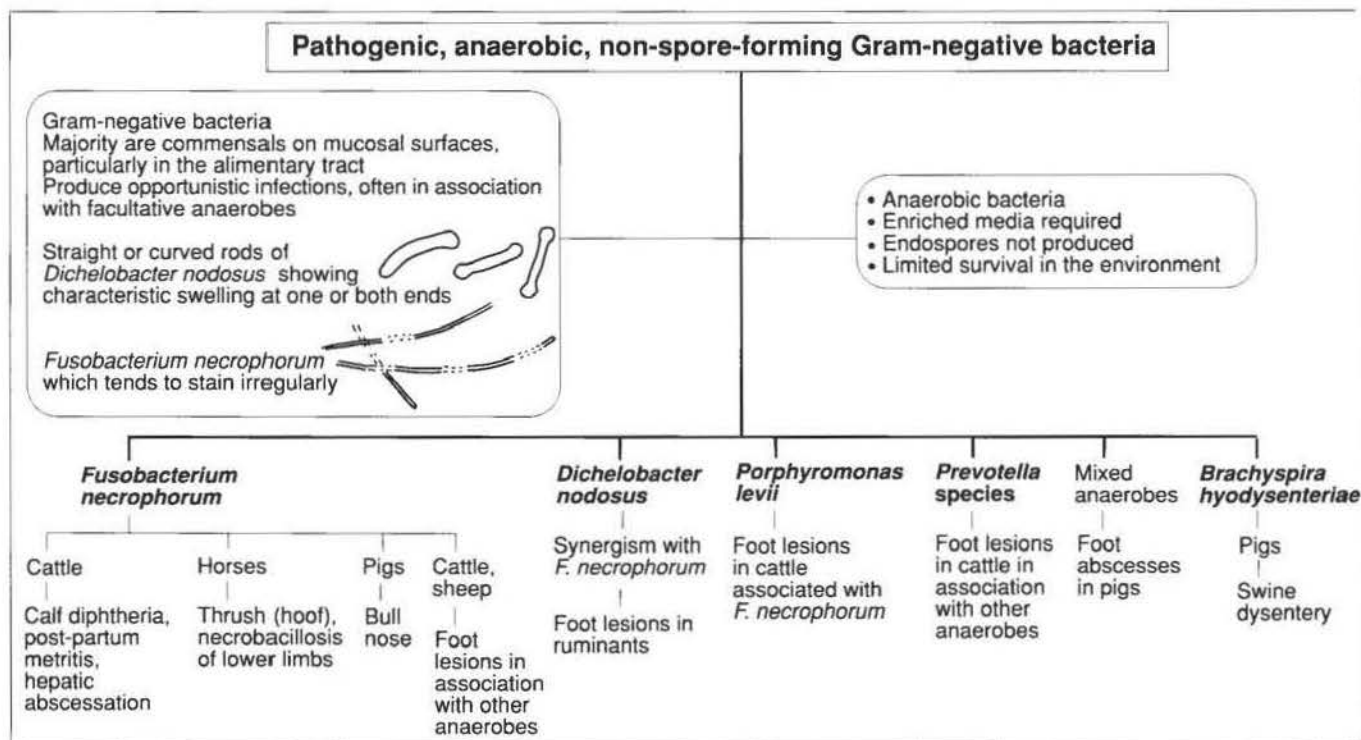 Pathogenic, anaerobic, non-spore-forming Gram-negative bacteria
Gram-negative bacteria
Majority are commensals on mucosal surfaces,
particularly in the alimentary tract
Produce opportunistic infections, often in association
with facultative anaerobes
Straight or curved rods of
Dichelobacter nodosus showing
characteristic swelling at one or both ends
Fusobacterium necrophorum
which tends to stain irregularly
• Anaerobic bacteria
• Enriched media required
• Endospores not produced
• Limited survival in the environment
Fusobacterium
necrophorum
Cattle
Calf diphtheria,
post-partum
metritis,
hepatic
abscessation
Horses
Thrush (hoof),
necrobacillosis
of lower limbs
Pigs
Bull
nose
Cattle,
sheep
Foot
lesions in
association
with other
anaerobes
Dichelobacter
nodosus
Synergism with
F. necrophorum
Foot lesions in
ruminants
Porphyromonas
levii
Foot lesions
in cattle
associated with
F. necrophorum
Prevotella
species
Foot lesions
in cattle in
association
with other
anaerobes
Mixed
anaerobes
Foot
abscesses
in pigs
Brachyspira
hyodysenteriae
Pigs
Swine
dysentery